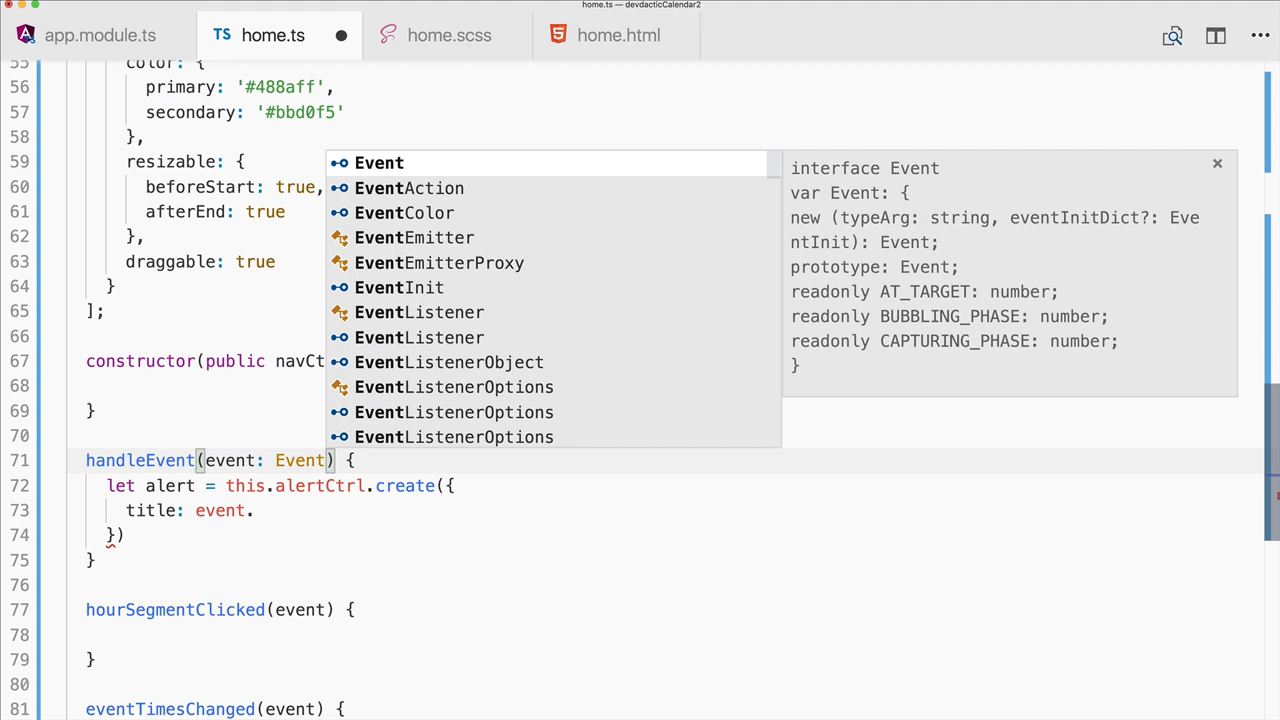 home.ts — devdacticCalendar2
app.module.ts
TS home.ts
home.scss
home.html
55 color: {
56 primary: '#488aff',
57 secondary: '#bbd0f5'
58 },
59 resizable: {
60 beforeStart: true,
61 afterEnd: true
62 },
63 draggable: true
64 }
65 ];
66
67 constructor(public navCt
68
69 }
70
71 handleEvent(event: Event) {
72 let alert = this.alertCtrl.create({
73 title: event.
74 })
75 }
76
77 hourSegmentClicked(event) {
78
79 }
80
81 eventTimesChanged(event) {
Event
EventAction
EventColor
EventEmitter
EventEmitterProxy
EventInit
EventListener
EventListener
EventListenerObject
EventListenerOptions
EventListenerOptions
EventListenerOptions
interface Event
var Event: {
new (typeArg: string, eventInitDict?: Eve
ntInit): Event;
prototype: Event;
readonly AT_TARGET: number;
readonly BUBBLING_PHASE: number;
readonly CAPTURING_PHASE: number;
}